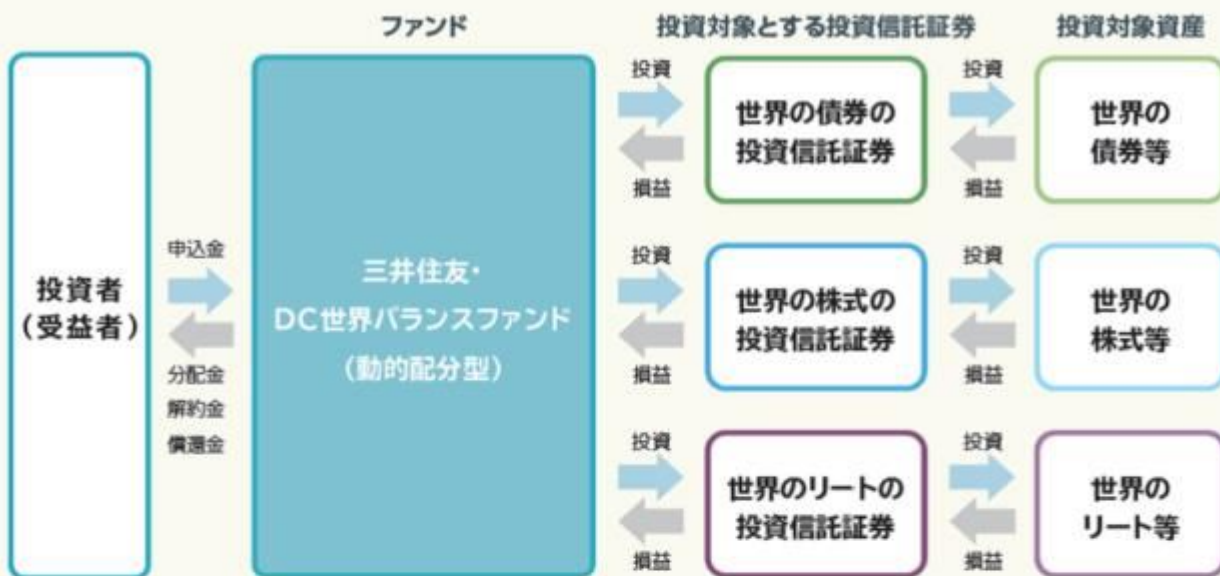 ファンド
投資対象とする投資信託証券
投資対象資産
投資者
（受益者）
申込金
分配金
解約金
償還金
三井住友・
DC世界バランスファンド
（動的配分型）
投資
損益
世界の債券の
投資信託証券
投資
損益
世界の
債券等
投資
損益
世界の株式の
投資信託証券
投資
損益
世界の
株式等
投資
損益
世界のリートの
投資信託証券
投資
損益
世界の
リート等